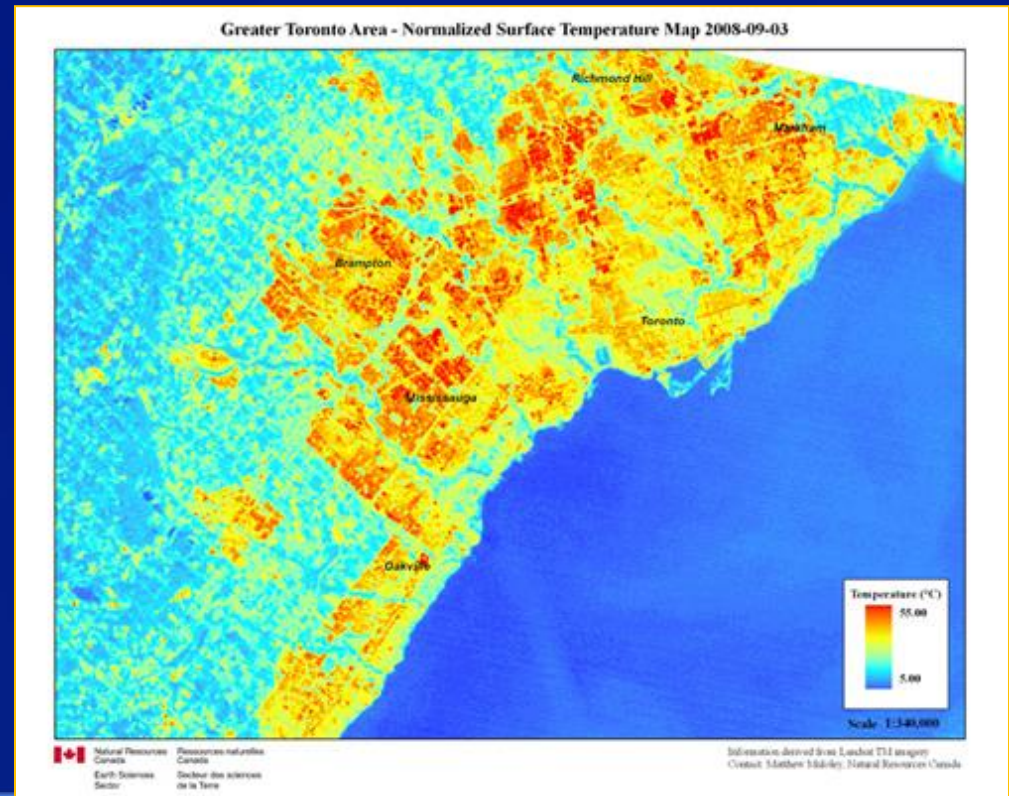 Greater Toronto Area - Normalized Surface Temperature Map 2008-09-03
Richmond Hill
Markham
Brampton
Toronto
Mississauga
Oakville
Temperature (°C)
55.00
5.00
Scale 1:340,000
Natural Resources Canada
Ressources naturelles Canada
Earth Sciences Sector
Secteur des sciences de la Terre
Information derived from Landsat TM imagery
Contact: Matthew Maloley, Natural Resources Canada